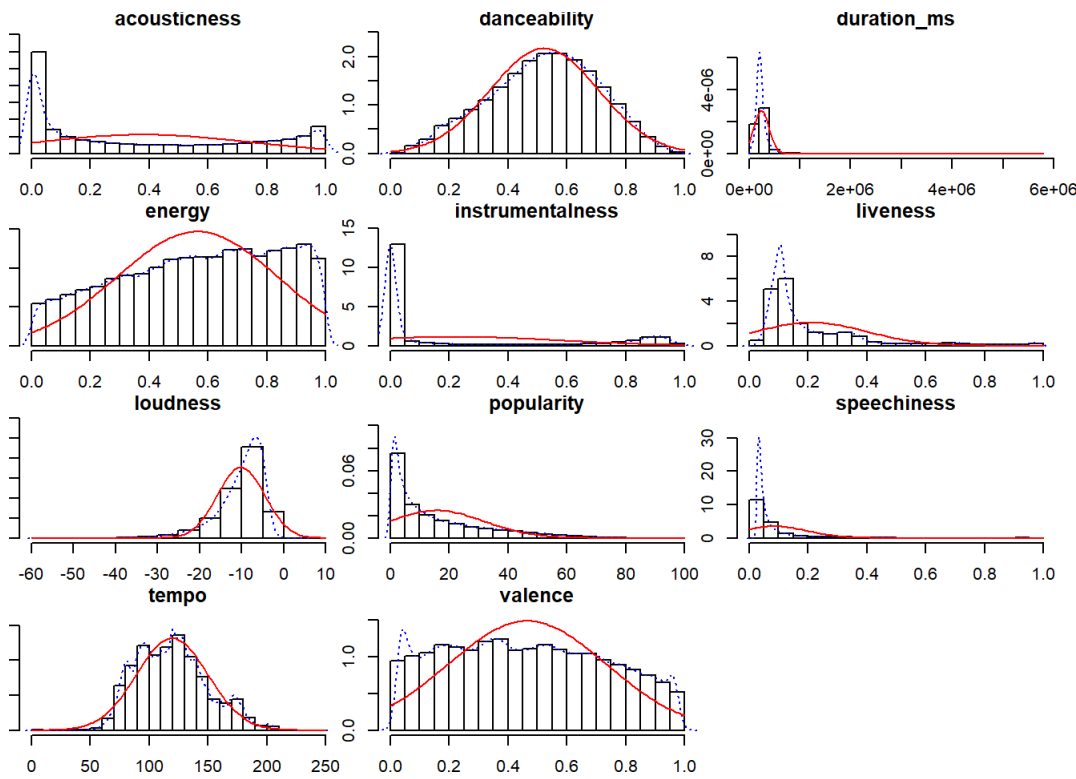 acousticness danceability duration_ms
0.0 1.0 2.0
0e+00 4e-06
0.0 0.2 0.4 0.6 0.8 1.0
0.0 0.2 0.4 0.6 0.8 1.0
0e+00 2e+06 4e+06 6e+06
energy instrumentalness liveness
0 5 10 15
0 4 8
0.0 0.2 0.4 0.6 0.8 1.0
0.0 0.2 0.4 0.6 0.8 1.0
0.0 0.2 0.4 0.6 0.8 1.0
loudness popularity speechiness
0.00 0.06
0 10 20 30
-60 -50 -40 -30 -20 -10 0 10
0 20 40 60 80 100
0.0 0.2 0.4 0.6 0.8 1.0
tempo valence
0.0 1.0
0 50 100 150 200 250
0.0 0.2 0.4 0.6 0.8 1.0